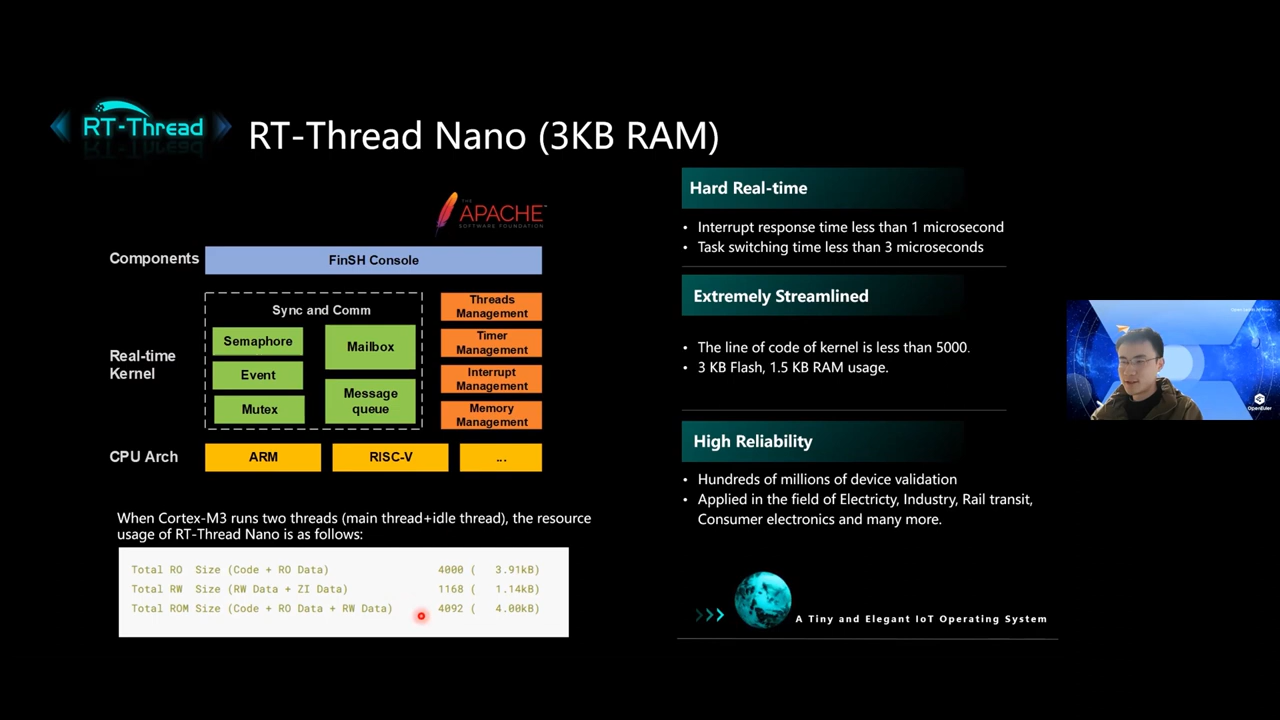 RT-Thread
RT-Thread Nano (3KB RAM)
THE
APACHE
SOFTWARE FOUNDATION
Components
FinSH Console
Real-time
Kernel
Sync and Comm
Semaphore
Event
Mutex
Mailbox
Message
queue
Threads
Management
Timer
Management
Interrupt
Management
Memory
Management
CPU Arch
ARM
RISC-V
...
When Cortex-M3 runs two threads (main thread+idle thread), the resource
usage of RT-Thread Nano is as follows:
Total RO Size (Code + RO Data) 4000 ( 3.91kB)
Total RW Size (RW Data + ZI Data) 1168 ( 1.14kB)
Total ROM Size (Code + RO Data + RW Data) 4092 ( 4.00kB)
Hard Real-time
• Interrupt response time less than 1 microsecond
• Task switching time less than 3 microseconds
Extremely Streamlined
• The line of code of kernel is less than 5000.
• 3 KB Flash, 1.5 KB RAM usage.
High Reliability
• Hundreds of millions of device validation
• Applied in the field of Electricty, Industry, Rail transit,
Consumer electronics and many more.
A Tiny and Elegant IoT Operating System
OpenEuler